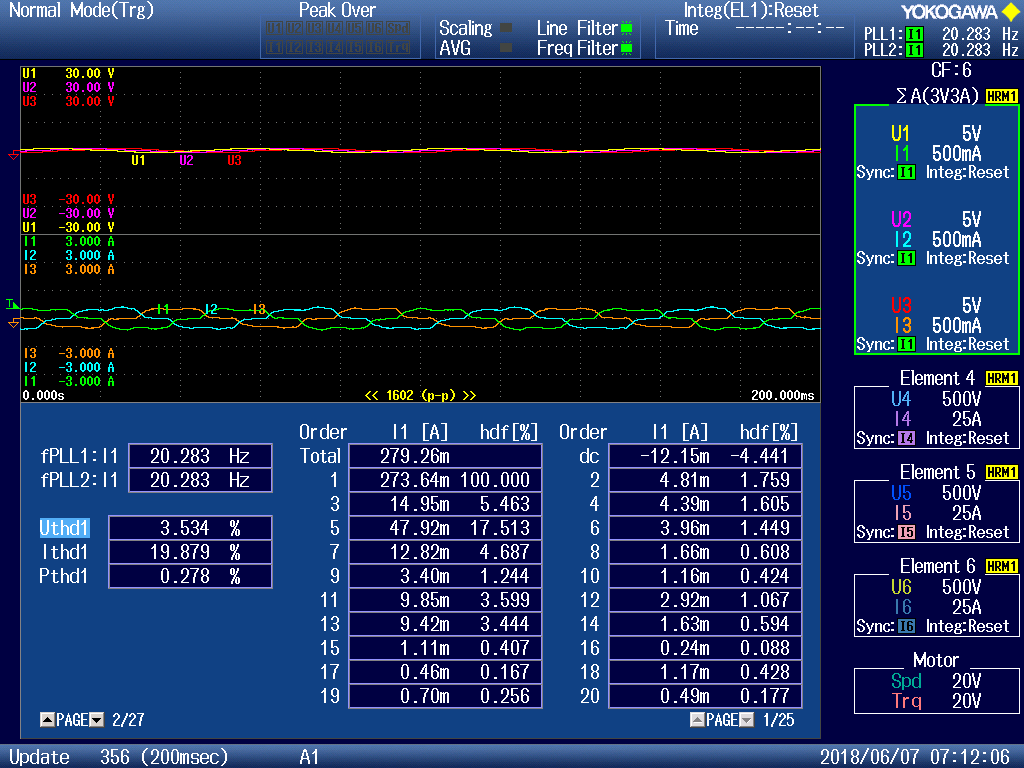 Normal Mode(Trg)
Peak Over
U1 U2 U3 U4 U5 U6 Spd
I1 I2 I3 I4 I5 I6 Trq
Scaling
AVG
Line Filter
Freq Filter
Integ(EL1):Reset
Time -----:--:--
YOKOGAWA
PLL1:I1 20.283 Hz
PLL2:I1 20.283 Hz
U1 30.00 V
U2 30.00 V
U3 30.00 V
U1 U2 U3
U3 -30.00 V
U2 -30.00 V
U1 -30.00 V
I1 3.000 A
I2 3.000 A
I3 3.000 A
T
I1 I2 I3
I3 -3.000 A
I2 -3.000 A
I1 -3.000 A
0.000s << 1602 (p-p) >> 200.000ms
fPLL1:I1 20.283 Hz
fPLL2:I1 20.283 Hz
Uthd1 3.534 %
Ithd1 19.879 %
Pthd1 0.278 %
PAGE 2/27
Order I1 [A] hdf[%]
Total 279.26m
1 273.64m 100.000
3 14.95m 5.463
5 47.92m 17.513
7 12.82m 4.687
9 3.40m 1.244
11 9.85m 3.599
13 9.42m 3.444
15 1.11m 0.407
17 0.46m 0.167
19 0.70m 0.256
Order I1 [A] hdf[%]
dc -12.15m -4.441
2 4.81m 1.759
4 4.39m 1.605
6 3.96m 1.449
8 1.66m 0.608
10 1.16m 0.424
12 2.92m 1.067
14 1.63m 0.594
16 0.24m 0.088
18 1.17m 0.428
20 0.49m 0.177
PAGE 1/25
CF:6
ΣA(3V3A) HRM1
U1 5V
I1 500mA
Sync:I1 Integ:Reset
U2 5V
I2 500mA
Sync:I1 Integ:Reset
U3 5V
I3 500mA
Sync:I1 Integ:Reset
Element 4 HRM1
U4 500V
I4 25A
Sync:I4 Integ:Reset
Element 5 HRM1
U5 500V
I5 25A
Sync:I5 Integ:Reset
Element 6 HRM1
U6 500V
I6 25A
Sync:I6 Integ:Reset
Motor
Spd 20V
Trq 20V
Update 356 (200msec) A1 2018/06/07 07:12:06